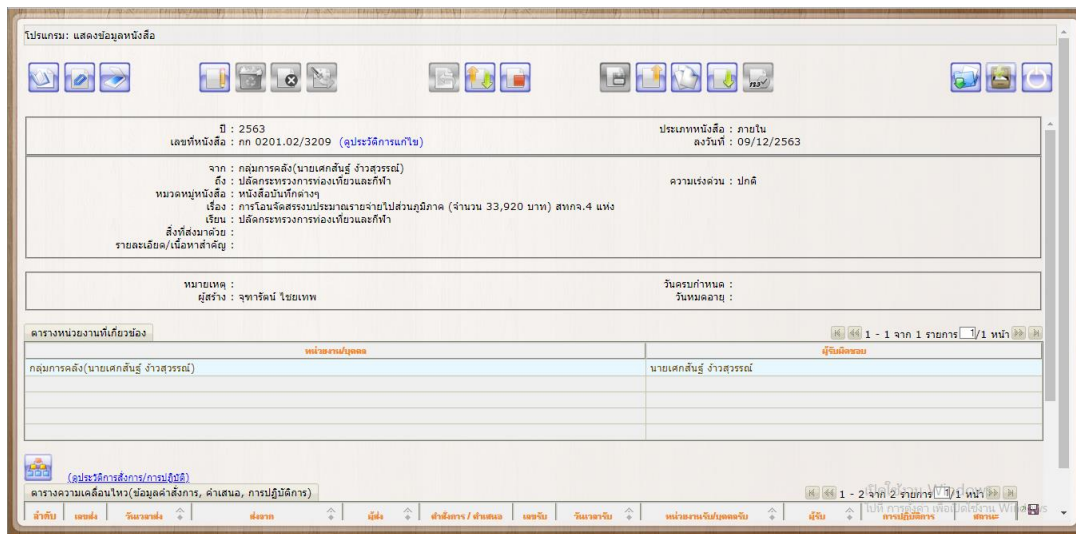 โปรแกรม: แสดงข้อมูลหนังสือ
ปี : 2563 ประเภทหนังสือ : ภายใน
เลขที่หนังสือ : กก 0201.02/3209 (ดูประวัติการแก้ไข) ลงวันที่ : 09/12/2563
จาก : กลุ่มการคลัง(นายเศกสันฐ์ ง้าวสุวรรณ์)
ถึง : ปลัดกระทรวงการท่องเที่ยวและกีฬา ความเร่งด่วน : ปกติ
หมวดหมู่หนังสือ : หนังสือบันทึกต่างๆ
เรื่อง : การโอนจัดสรรงบประมาณรายจ่ายไปส่วนภูมิภาค (จำนวน 33,920 บาท) สทกจ.4 แห่ง
เรียน : ปลัดกระทรวงการท่องเที่ยวและกีฬา
สิ่งที่ส่งมาด้วย :
รายละเอียด/เนื้อหาสำคัญ :
หมายเหตุ : วันครบกำหนด :
ผู้สร้าง : จุฑารัตน์ ไชยเทพ วันหมดอายุ :
ตารางหน่วยงานที่เกี่ยวข้อง 1 - 1 จาก 1 รายการ 1/1 หน้า
หน่วยงาน/บุคคล ผู้รับผิดชอบ
กลุ่มการคลัง(นายเศกสันฐ์ ง้าวสุวรรณ์) นายเศกสันฐ์ ง้าวสุวรรณ์
(ดูประวัติการสั่งการ/การปฏิบัติ)
ตารางความเคลื่อนไหว(ข้อมูลคำสั่งการ, คำเสนอ, การปฏิบัติการ) 1 - 2 จาก 2 รายการ 1/1 หน้า
ลำดับ เลขส่ง วันเวลาส่ง ส่งจาก ผู้ส่ง คำสั่งการ / คำเสนอ เลขรับ วันเวลารับ หน่วยงานรับ/บุคคลรับ ผู้รับ การปฏิบัติการ สถานะ